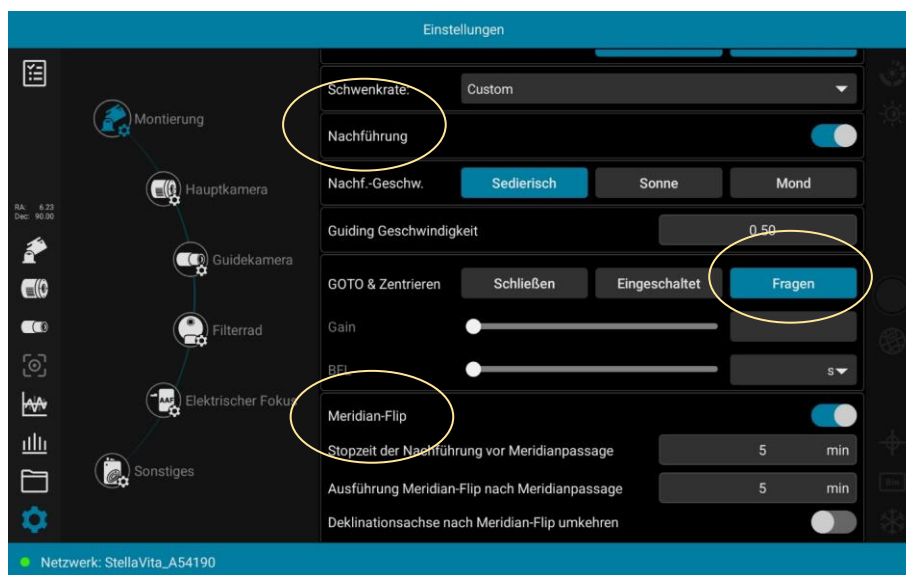 Einstellungen
Schwenkrate: Custom
Montierung
Nachführung
Hauptkamera
Nachf.-Geschw. Sedierisch Sonne Mond
RA: 6.23
Dec: 90.00
Guiding Geschwindigkeit 0.50
Guidekamera
GOTO & Zentrieren Schließen Eingeschaltet Fragen
Gain
Filterrad
BEL s
AAF Elektrischer Fokus
Meridian-Flip
Stopzeit der Nachführung vor Meridianpassage 5 min
Sonstiges
Ausführung Meridian-Flip nach Meridianpassage 5 min
Deklinationsachse nach Meridian-Flip umkehren
Netzwerk: StellaVita_A54190